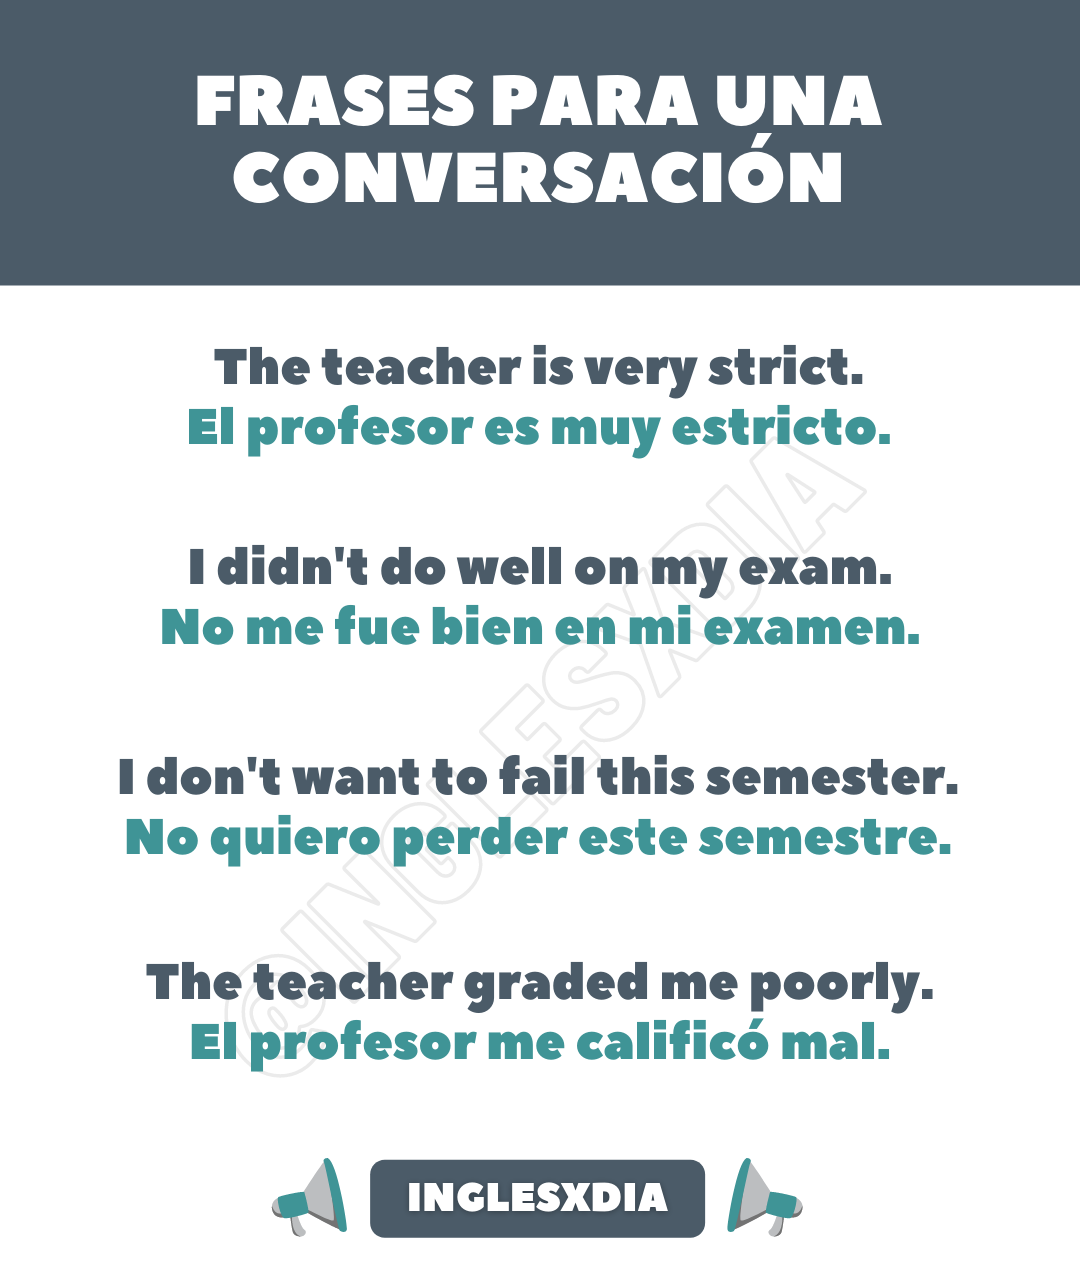 FRASES PARA UNA
CONVERSACIÓN
The teacher is very strict.
El profesor es muy estricto.
I didn't do well on my exam.
No me fue bien en mi examen.
I don't want to fail this semester.
No quiero perder este semestre.
The teacher graded me poorly.
El profesor me calificó mal.
@INGLESXDIA
INGLESXDIA